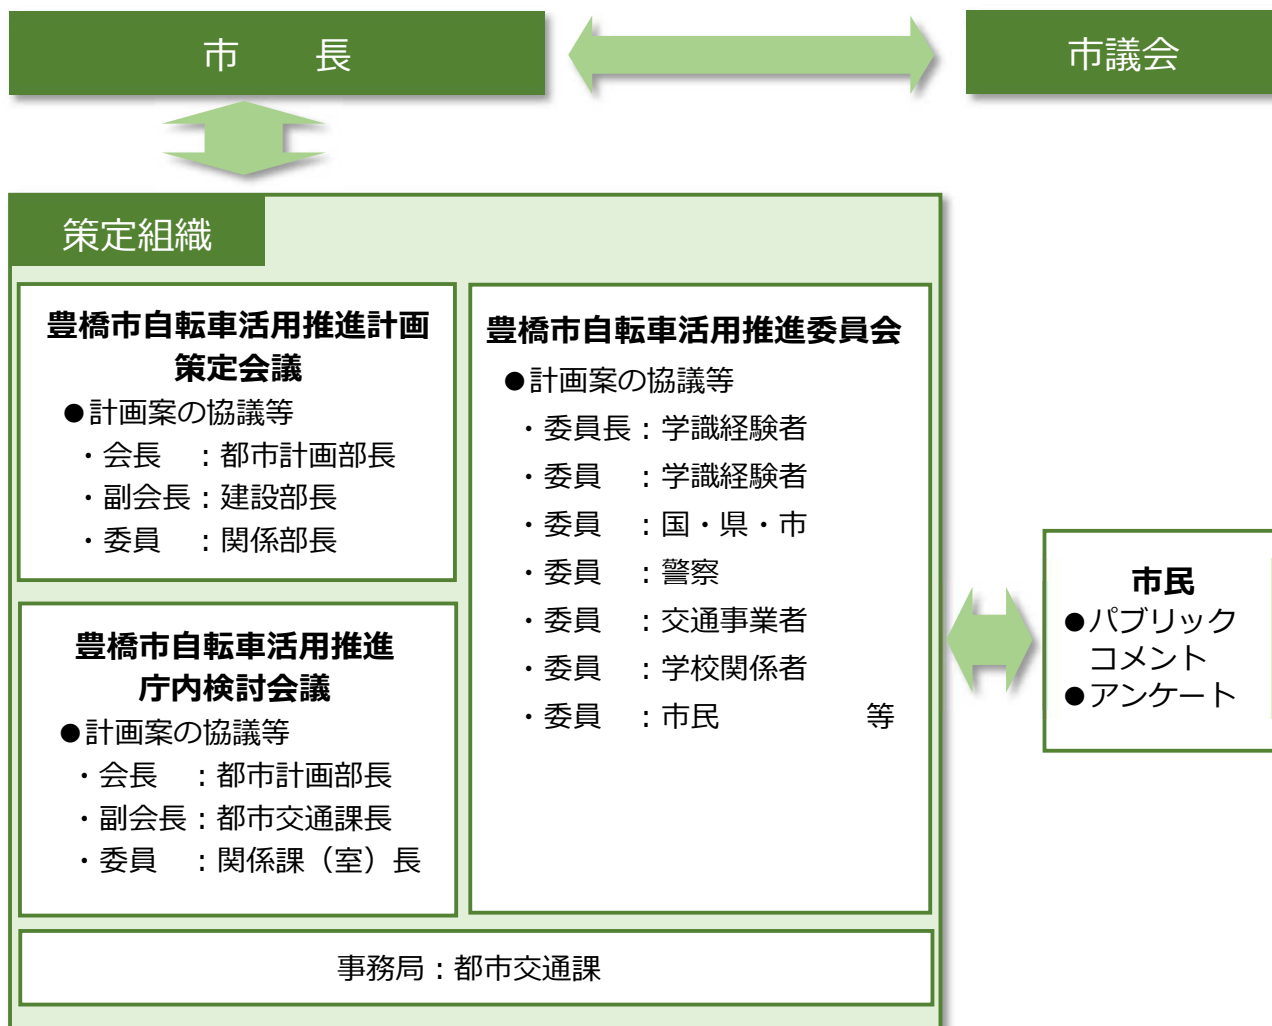 市　長
市議会
策定組織
豊橋市自転車活用推進計画
策定会議
●計画案の協議等
・会長　：都市計画部長
・副会長：建設部長
・委員　：関係部長
豊橋市自転車活用推進
庁内検討会議
●計画案の協議等
・会長　：都市計画部長
・副会長：都市交通課長
・委員　：関係課（室）長
豊橋市自転車活用推進委員会
●計画案の協議等
・委員長：学識経験者
・委員　：学識経験者
・委員　：国・県・市
・委員　：警察
・委員　：交通事業者
・委員　：学校関係者
・委員　：市民　　　　　等
市民
●パブリック
コメント
●アンケート
事務局：都市交通課